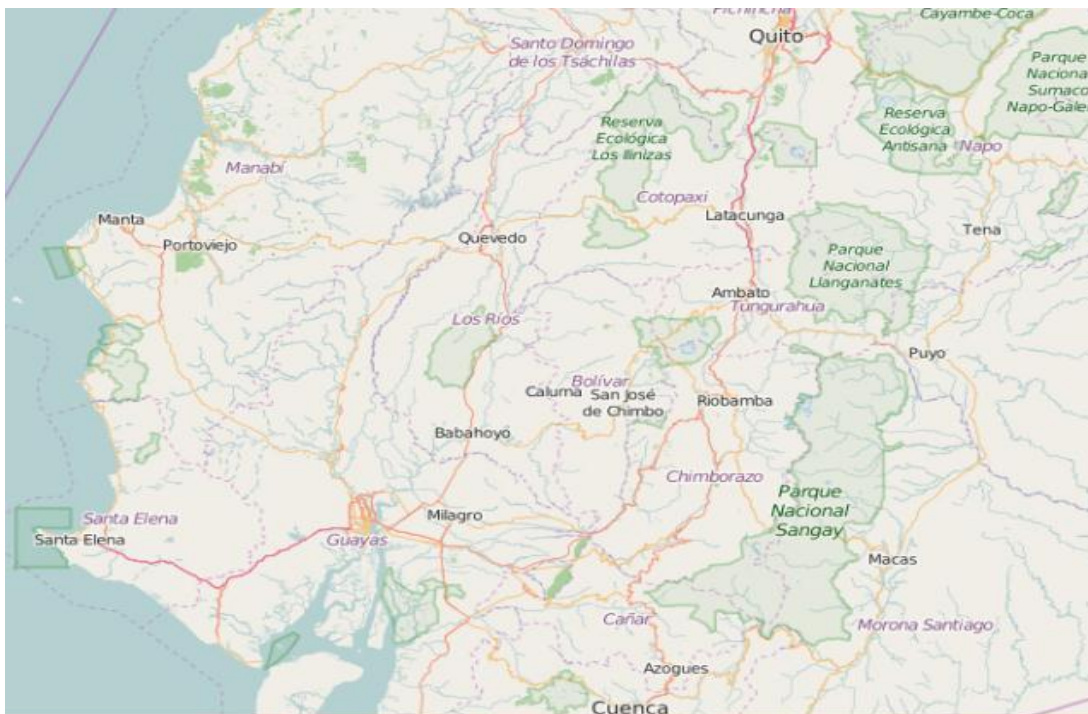 Pichincha
Cayambe-Coca
Quito
Santo Domingo
de los Tsáchilas
Parque
Nacional
Sumaco
Napo-Galer
Reserva
Ecológica
Los Ilinizas
Reserva
Ecológica
Antisana
Napo
Manabí
Cotopaxi
Manta
Latacunga
Portoviejo
Quevedo
Tena
Parque
Nacional
Llanganates
Ambato
Tungurahua
Los Ríos
Puyo
Bolívar
Caluma
San José
de Chimbo
Riobamba
Babahoyo
Chimborazo
Parque
Nacional
Sangay
Milagro
Santa Elena
Santa Elena
Guayas
Macas
Cañar
Morona Santiago
Azogues
Cuenca